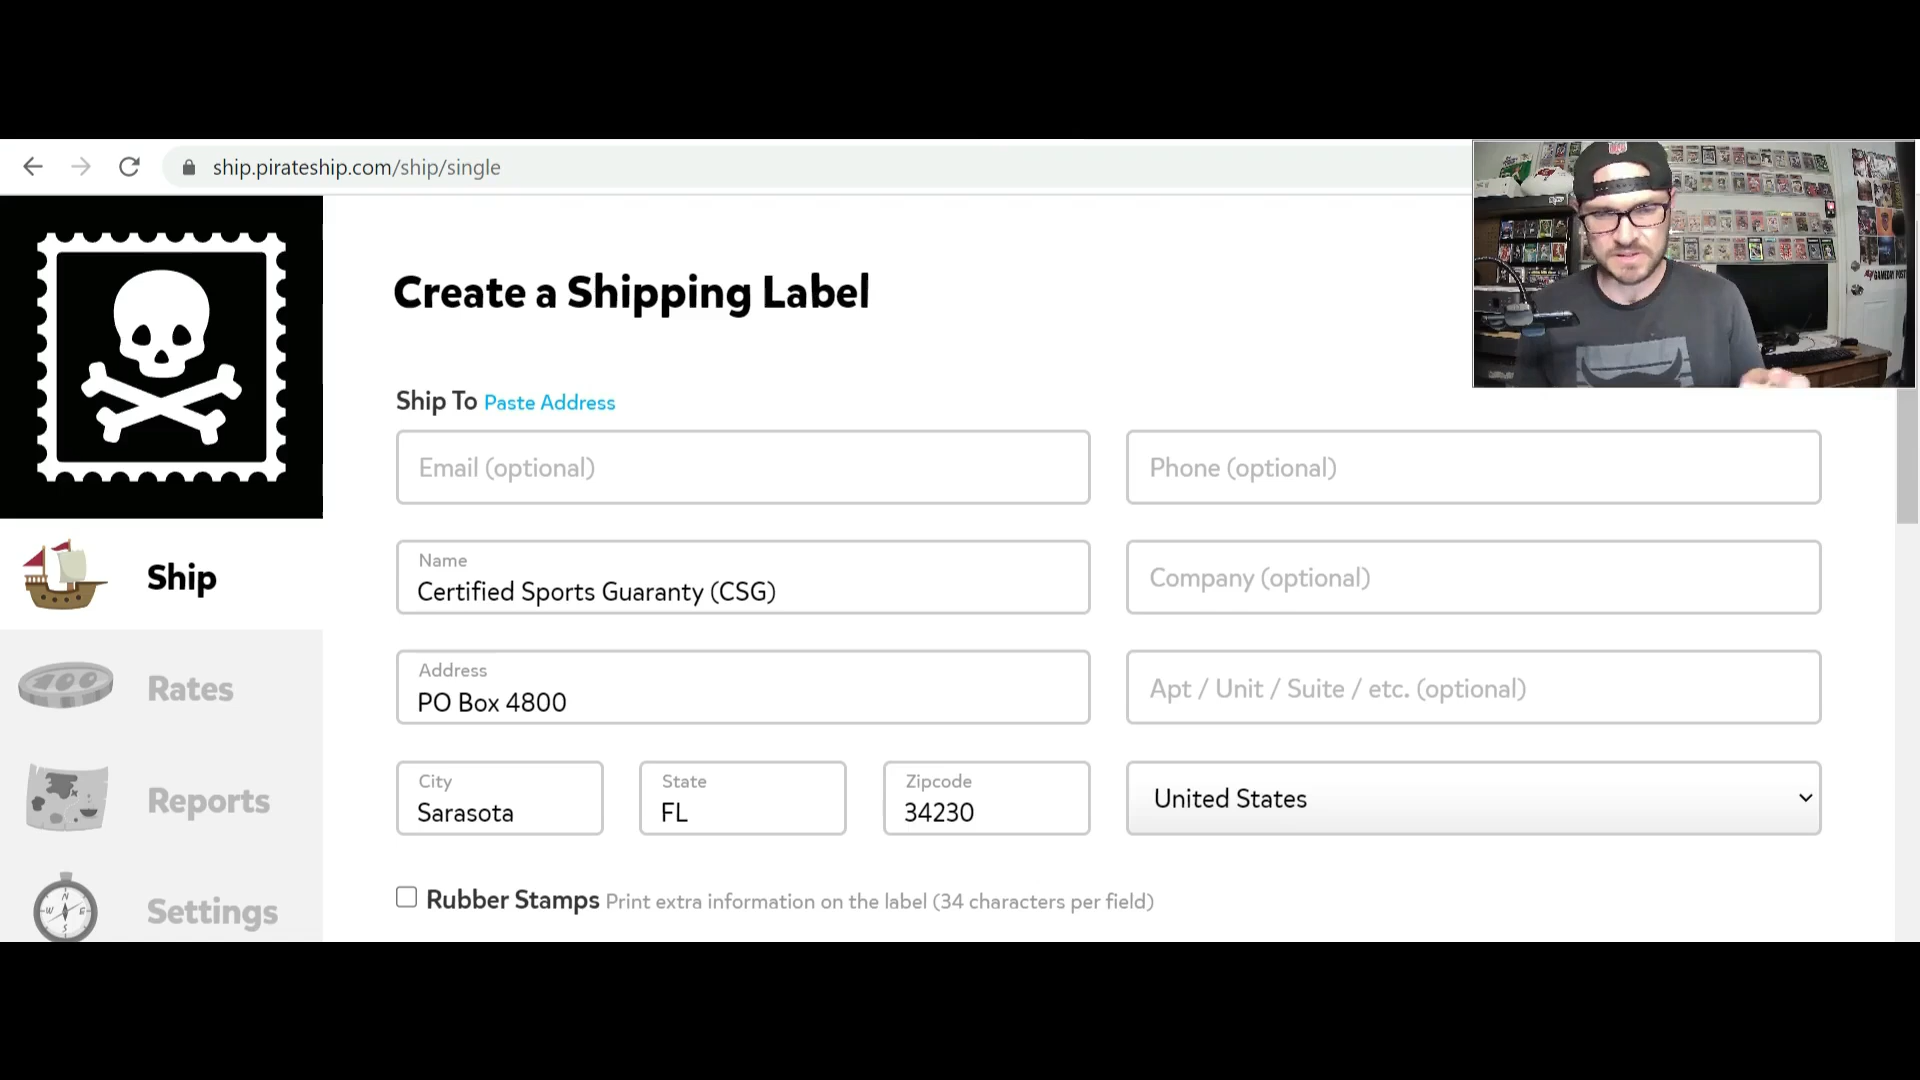 ship.pirateship.com/ship/single
Create a Shipping Label
Ship To Paste Address
Email (optional)
Phone (optional)
Name
Certified Sports Guaranty (CSG)
Company (optional)
Address
PO Box 4800
Apt / Unit / Suite / etc. (optional)
City
Sarasota
State
FL
Zipcode
34230
United States
Rubber Stamps Print extra information on the label (34 characters per field)
Ship
Rates
Reports
Settings